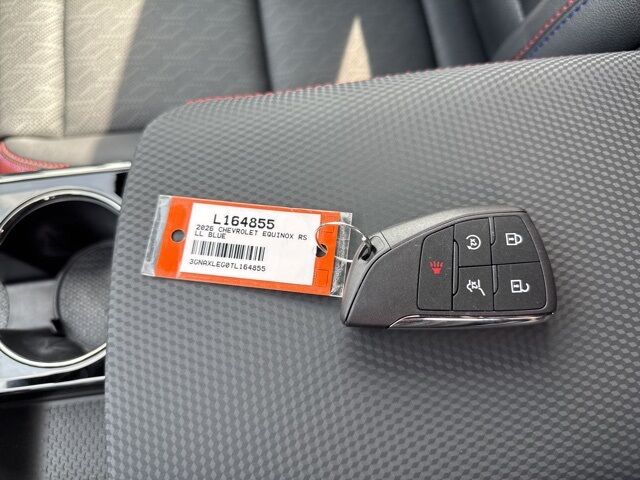 L164855
2026 CHEVROLET EQUINOX RS
LL BLUE
3GNAXLEG0TL164855